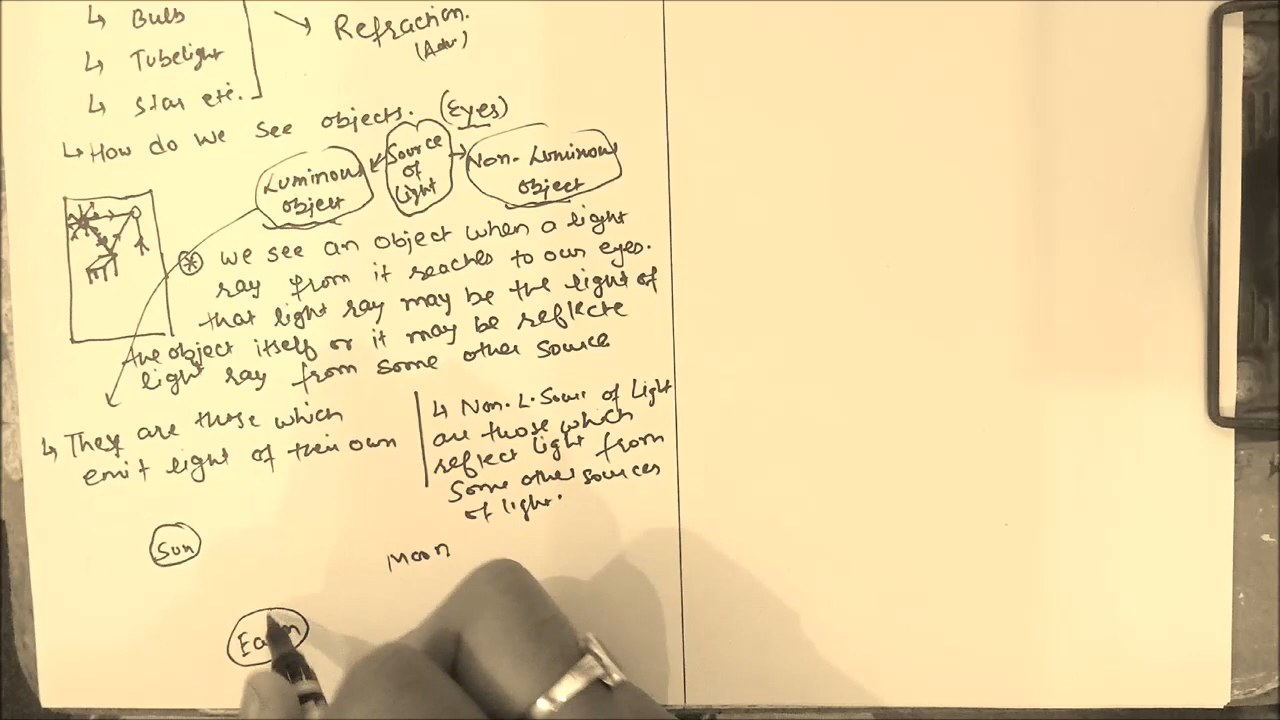 ↳ Bulb
↳ Tubelight
↳ Star etc.
→ Refraction.
(Adv.)
↳ How do we see objects. (Eyes)
Luminous object
Source of Light
Non-Luminous object
⊛ We see an object when a light
ray from it reaches to our eyes.
that light ray may be the light of
the object itself or it may be reflecte
light ray from some other source
↳ They are those which
emit light of their own
↳ Non. L. Sour of Light
are those which
reflect light from
some other sources
of light.
Sun
Moon